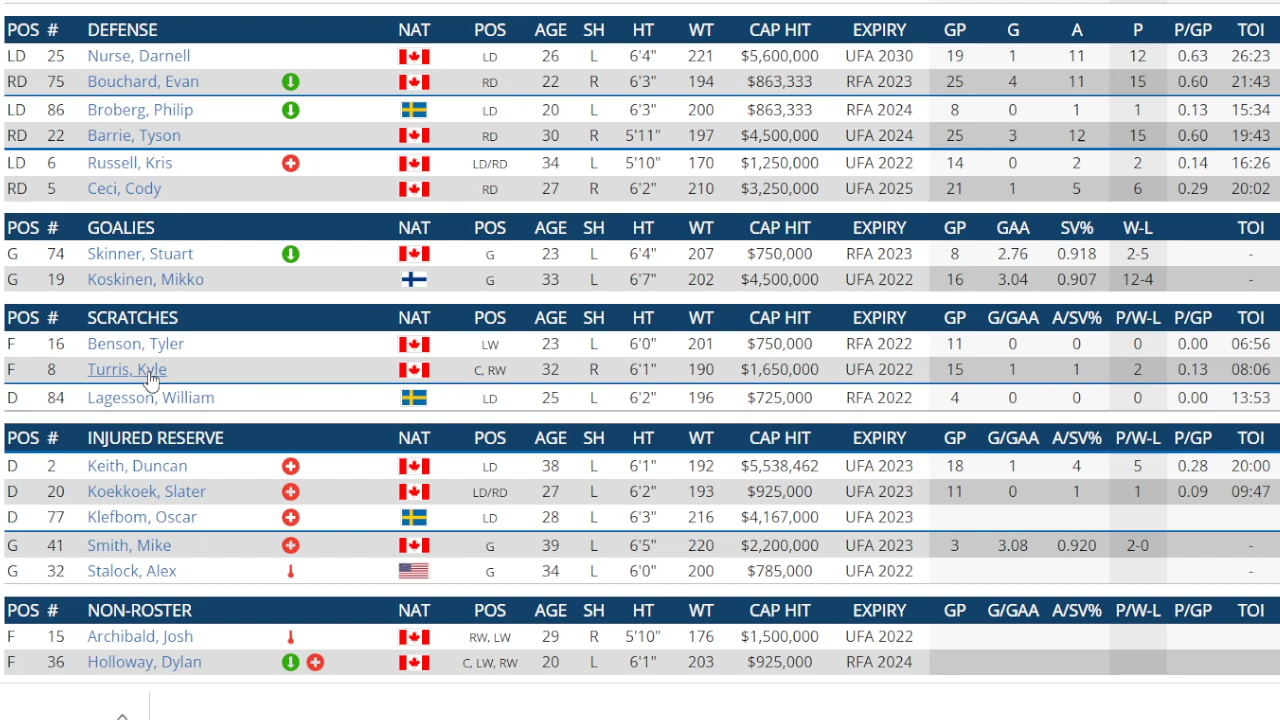 POS # DEFENSE NAT POS AGE SH HT WT CAP HIT EXPIRY GP G A P P/GP TOI
LD 25 Nurse, Darnell LD 26 L 6'4" 221 $5,600,000 UFA 2030 19 1 11 12 0.63 26:23
RD 75 Bouchard, Evan RD 22 R 6'3" 194 $863,333 RFA 2023 25 4 11 15 0.60 21:43
LD 86 Broberg, Philip LD 20 L 6'3" 200 $863,333 RFA 2024 8 0 1 1 0.13 15:34
RD 22 Barrie, Tyson RD 30 R 5'11" 197 $4,500,000 UFA 2024 25 3 12 15 0.60 19:43
LD 6 Russell, Kris LD/RD 34 L 5'10" 170 $1,250,000 UFA 2022 14 0 2 2 0.14 16:26
RD 5 Ceci, Cody RD 27 R 6'2" 210 $3,250,000 UFA 2025 21 1 5 6 0.29 20:02
POS # GOALIES NAT POS AGE SH HT WT CAP HIT EXPIRY GP GAA SV% W-L TOI
G 74 Skinner, Stuart G 23 L 6'4" 207 $750,000 RFA 2023 8 2.76 0.918 2-5 -
G 19 Koskinen, Mikko G 33 L 6'7" 202 $4,500,000 UFA 2022 16 3.04 0.907 12-4 -
POS # SCRATCHES NAT POS AGE SH HT WT CAP HIT EXPIRY GP G/GAA A/SV% P/W-L P/GP TOI
F 16 Benson, Tyler LW 23 L 6'0" 201 $750,000 RFA 2022 11 0 0 0 0.00 06:56
F 8 Turris, Kyle C, RW 32 R 6'1" 190 $1,650,000 UFA 2022 15 1 1 2 0.13 08:06
D 84 Lagesson, William LD 25 L 6'2" 196 $725,000 RFA 2022 4 0 0 0 0.00 13:53
POS # INJURED RESERVE NAT POS AGE SH HT WT CAP HIT EXPIRY GP G/GAA A/SV% P/W-L P/GP TOI
D 2 Keith, Duncan LD 38 L 6'1" 192 $5,538,462 UFA 2023 18 1 4 5 0.28 20:00
D 20 Koekkoek, Slater LD/RD 27 L 6'2" 193 $925,000 UFA 2023 11 0 1 1 0.09 09:47
D 77 Klefbom, Oscar LD 28 L 6'3" 216 $4,167,000 UFA 2023
G 41 Smith, Mike G 39 L 6'5" 220 $2,200,000 UFA 2023 3 3.08 0.920 2-0 -
G 32 Stalock, Alex G 34 L 6'0" 200 $785,000 UFA 2022 -
POS # NON-ROSTER NAT POS AGE SH HT WT CAP HIT EXPIRY GP G/GAA A/SV% P/W-L P/GP TOI
F 15 Archibald, Josh RW, LW 29 R 5'10" 176 $1,500,000 UFA 2022
F 36 Holloway, Dylan C, LW, RW 20 L 6'1" 203 $925,000 RFA 2024